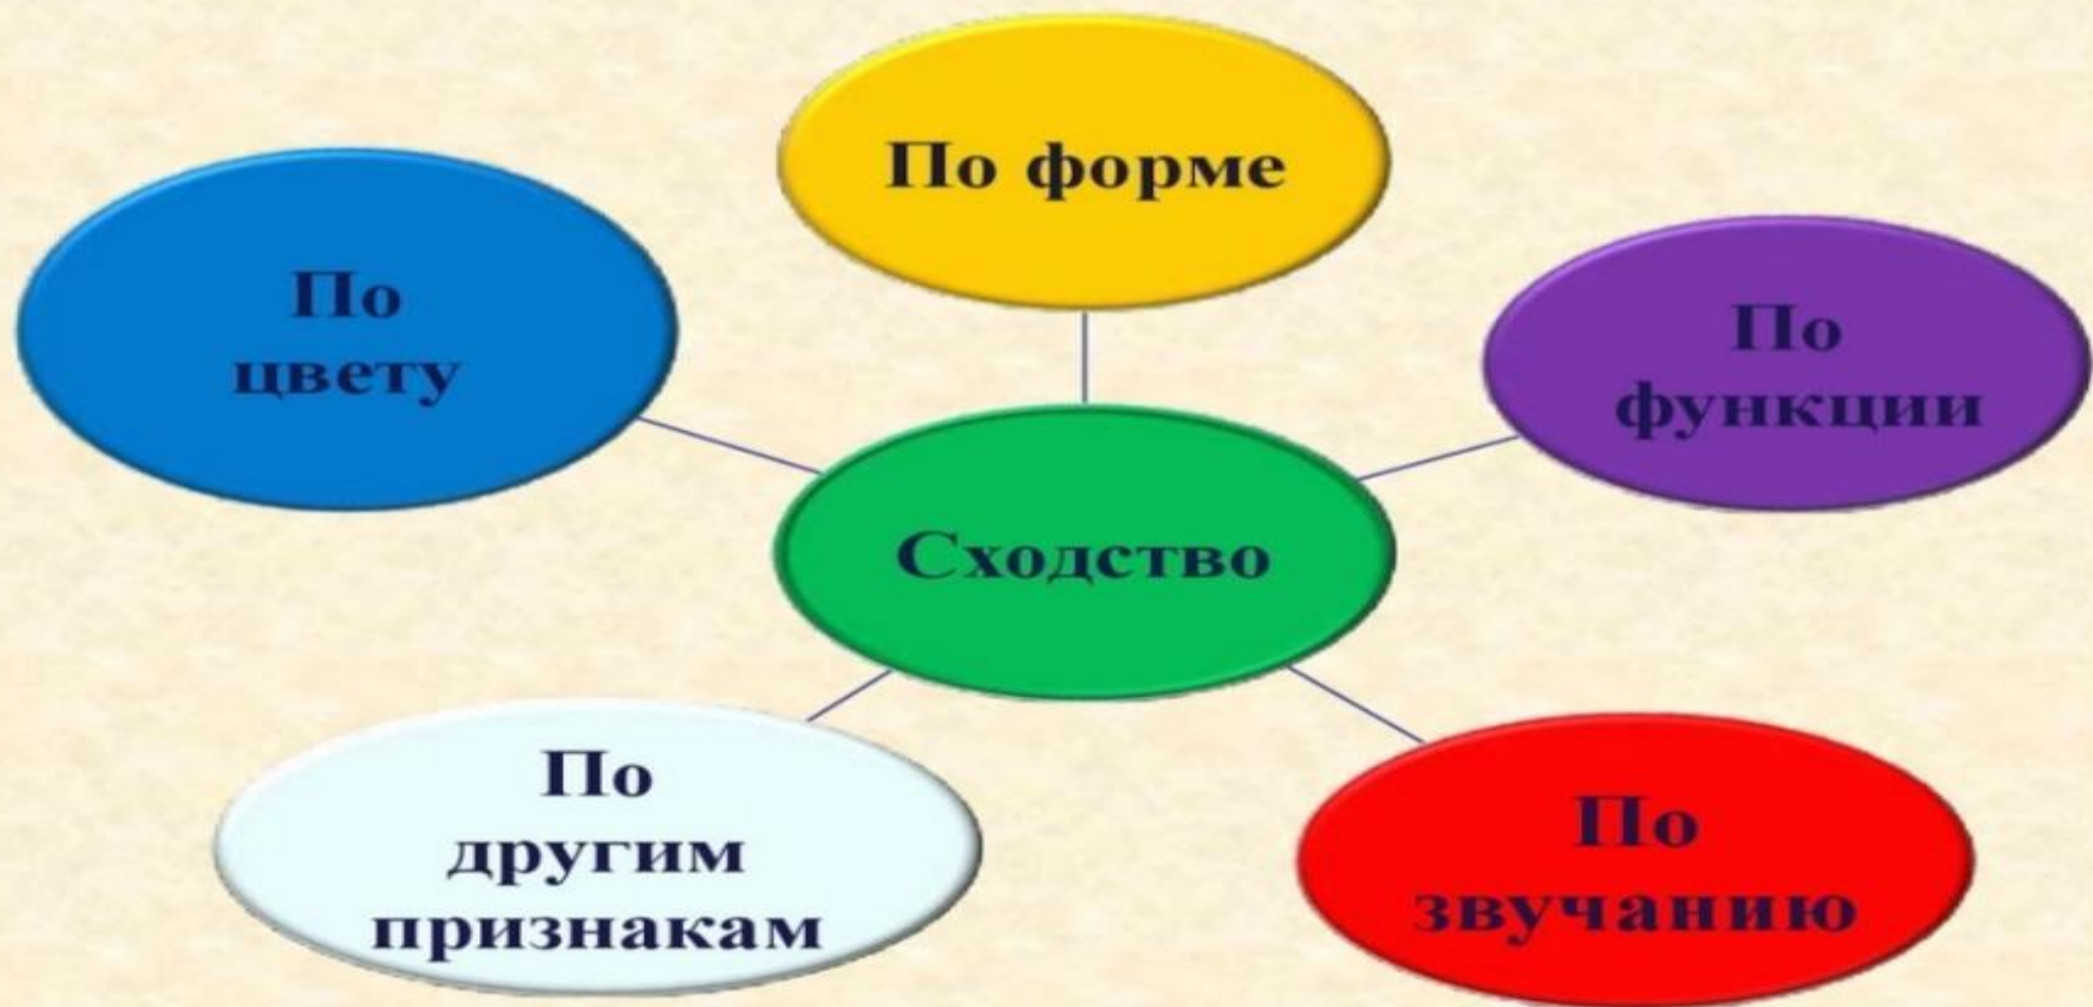 По форме
По
цвету
По
функции
Сходство
По
другим
признакам
По
звучанию